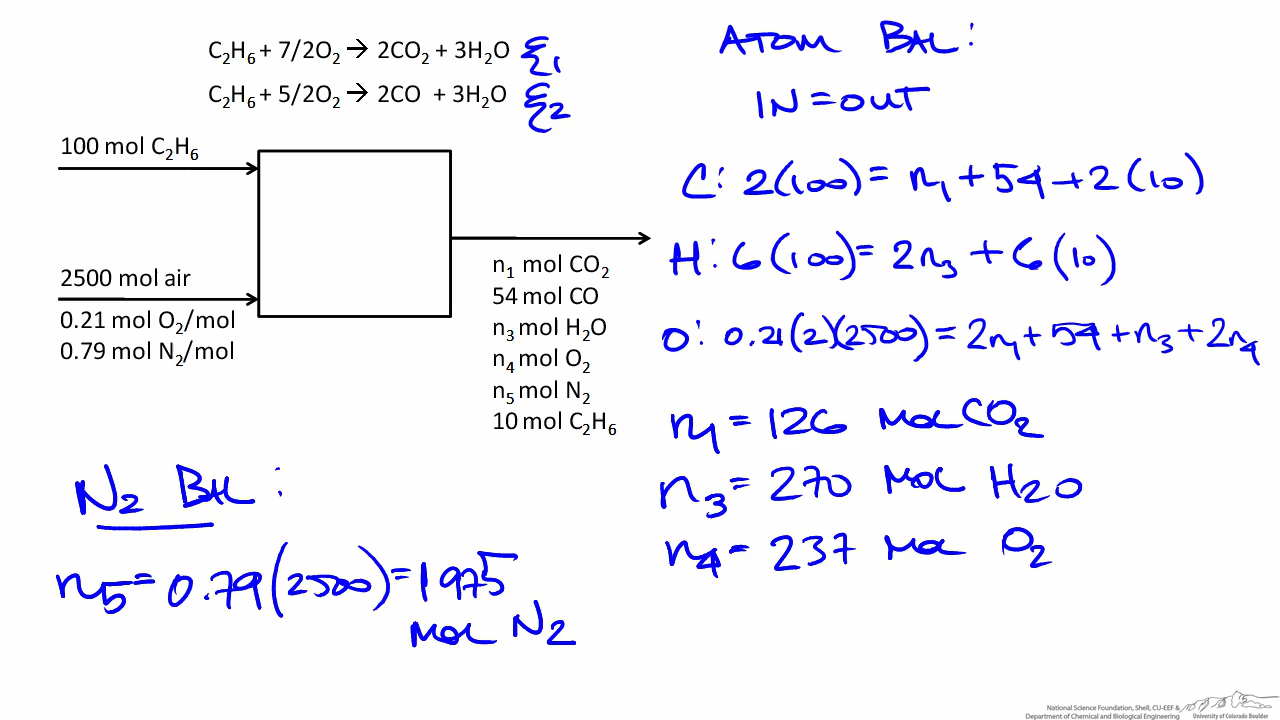 C₂H₆ + 7/2O₂ → 2CO₂ + 3H₂O ξ₁
C₂H₆ + 5/2O₂ → 2CO + 3H₂O ξ₂
100 mol C₂H₆
2500 mol air
0.21 mol O₂/mol
0.79 mol N₂/mol
n₁ mol CO₂
54 mol CO
n₃ mol H₂O
n₄ mol O₂
n₅ mol N₂
10 mol C₂H₆
N₂ BAL:
n₅ = 0.79(2500) = 1975
MOL N₂
ATOM BAL:
IN = OUT
C: 2(100) = n₁ + 54 + 2(10)
H: 6(100) = 2n₃ + 6(10)
O: 0.21(2)(2500) = 2n₁ + 54 + n₃ + 2n₄
n₁ = 126 MOL CO₂
n₃ = 270 MOL H₂O
n₄ = 237 MOL O₂
National Science Foundation, Shell, CU-EEF &
Department of Chemical and Biological Engineering
University of Colorado Boulder